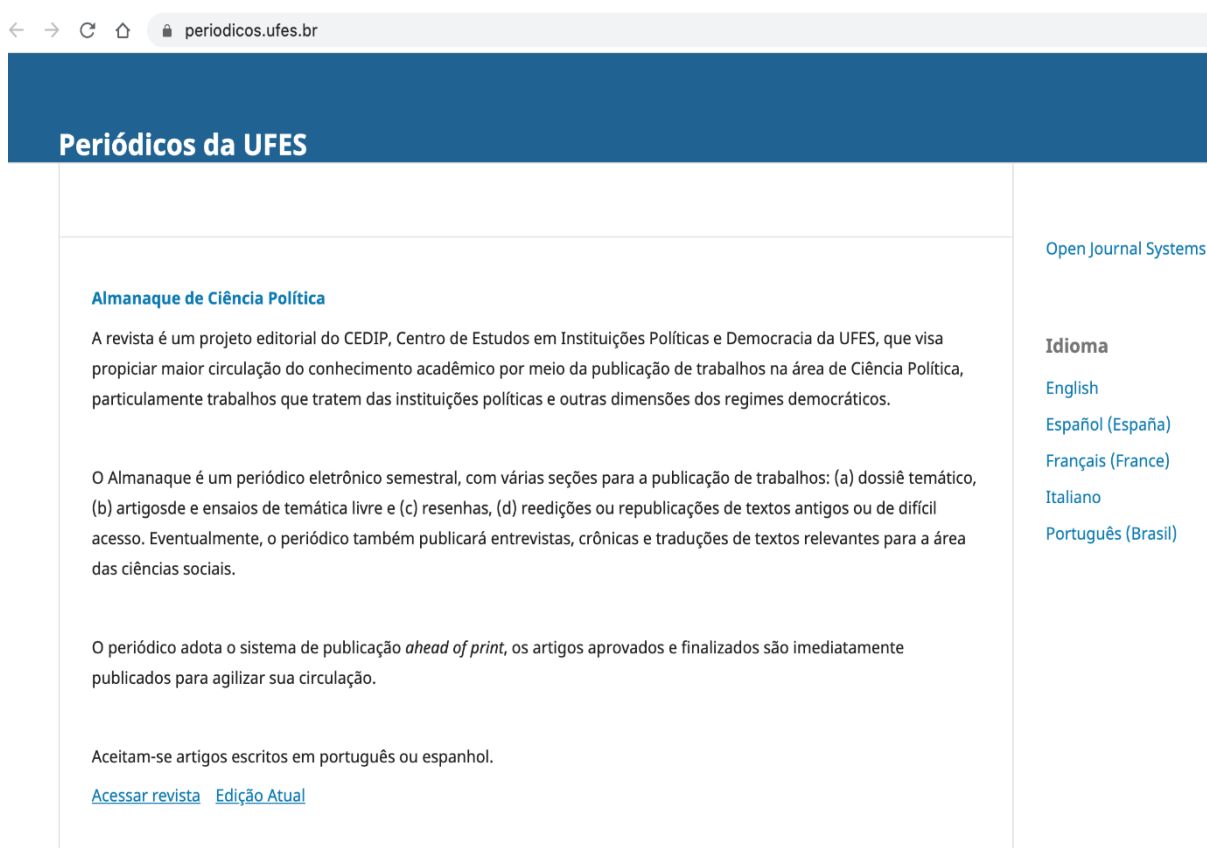 periodicos.ufes.br
Periódicos da UFES
Almanaque de Ciência Política
A revista é um projeto editorial do CEDIP, Centro de Estudos em Instituições Políticas e Democracia da UFES, que visa
propiciar maior circulação do conhecimento acadêmico por meio da publicação de trabalhos na área de Ciência Política,
particularmente trabalhos que tratem das instituições políticas e outras dimensões dos regimes democráticos.
O Almanaque é um periódico eletrônico semestral, com várias seções para a publicação de trabalhos: (a) dossiê temático,
(b) artigosde e ensaios de temática livre e (c) resenhas, (d) reedições ou republicações de textos antigos ou de difícil
acesso. Eventualmente, o periódico também publicará entrevistas, crônicas e traduções de textos relevantes para a área
das ciências sociais.
O periódico adota o sistema de publicação ahead of print, os artigos aprovados e finalizados são imediatamente
publicados para agilizar sua circulação.
Aceitam-se artigos escritos em português ou espanhol.
Acessar revista Edição Atual
Open Journal Systems
Idioma
English
Español (España)
Français (France)
Italiano
Português (Brasil)